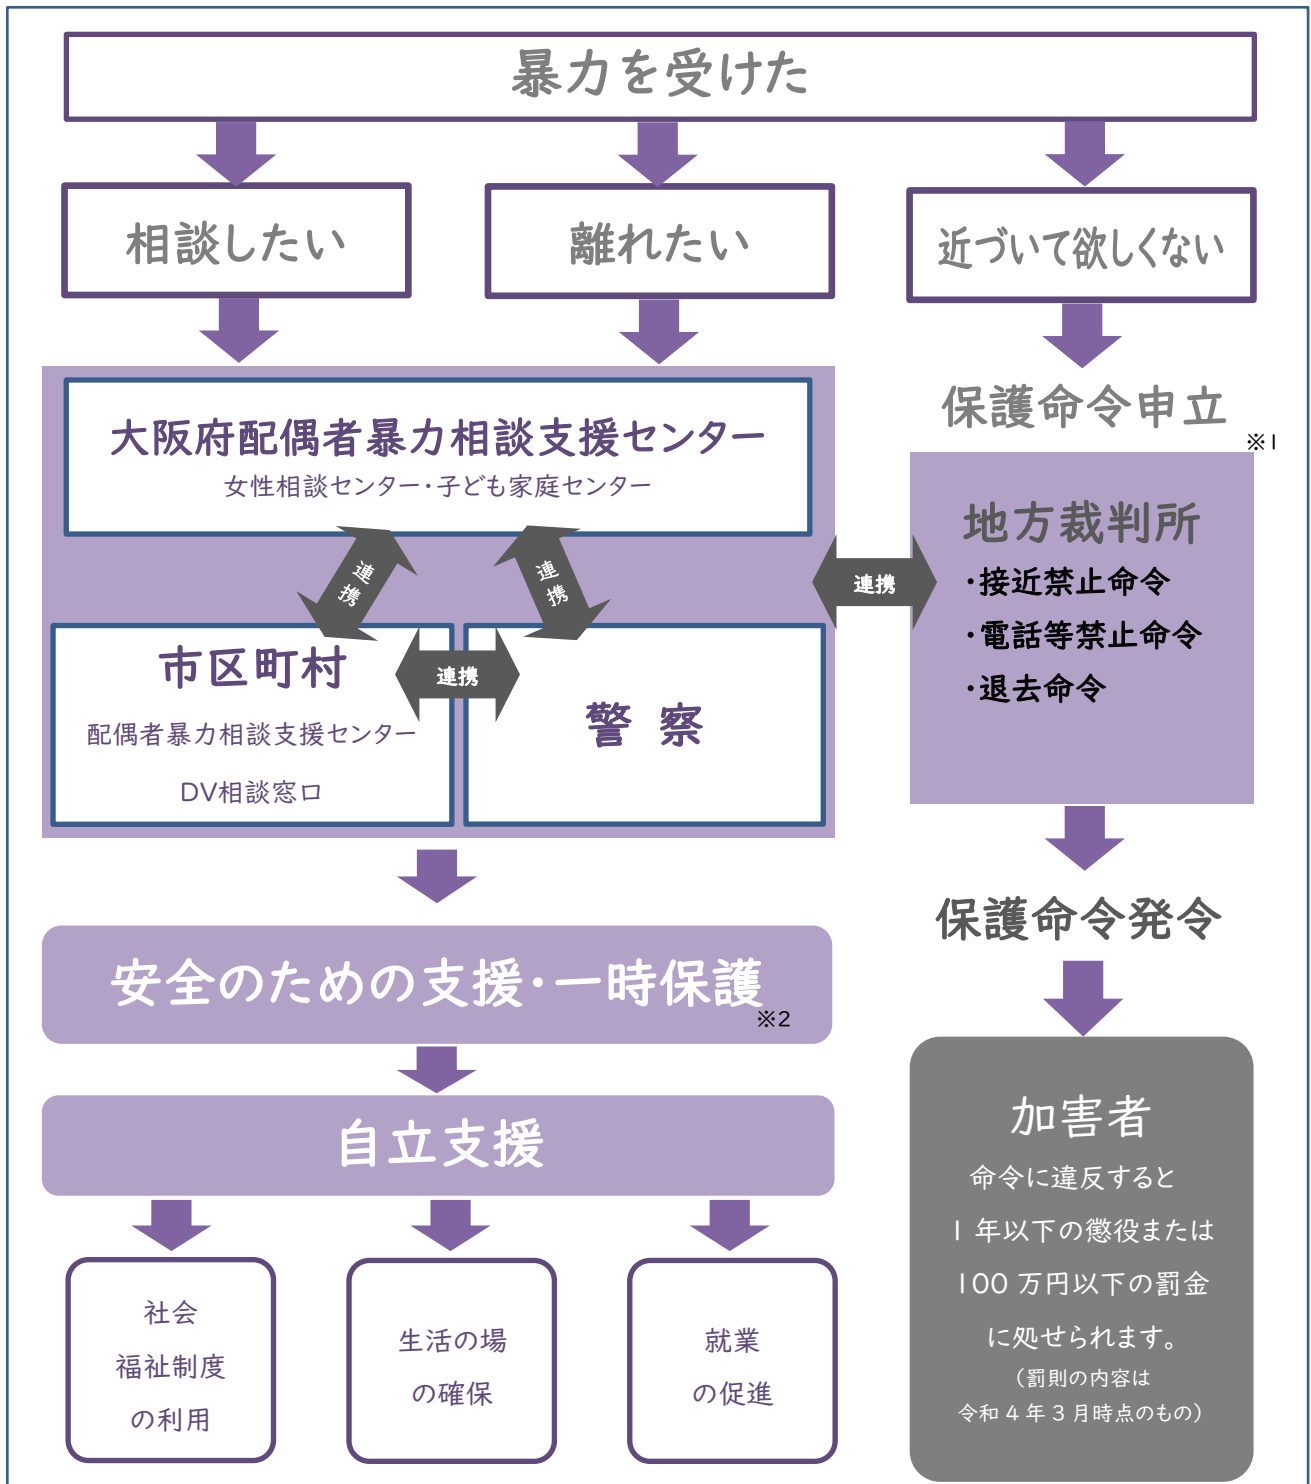 暴力を受けた
相談したい
離れたい
近づいて欲しくない
大阪府配偶者暴力相談支援センター
女性相談センター・子ども家庭センター
連携
連携
市区町村
配偶者暴力相談支援センター
DV相談窓口
連携
警 察
連携
保護命令申立
※1
地方裁判所
・接近禁止命令
・電話等禁止命令
・退去命令
保護命令発令
安全のための支援・一時保護
※2
自立支援
社会
福祉制度
の利用
生活の場
の確保
就業
の促進
加害者
命令に違反すると
1 年以下の懲役または
100 万円以下の罰金
に処せられます。
（罰則の内容は
令和 4 年 3 月時点のもの）